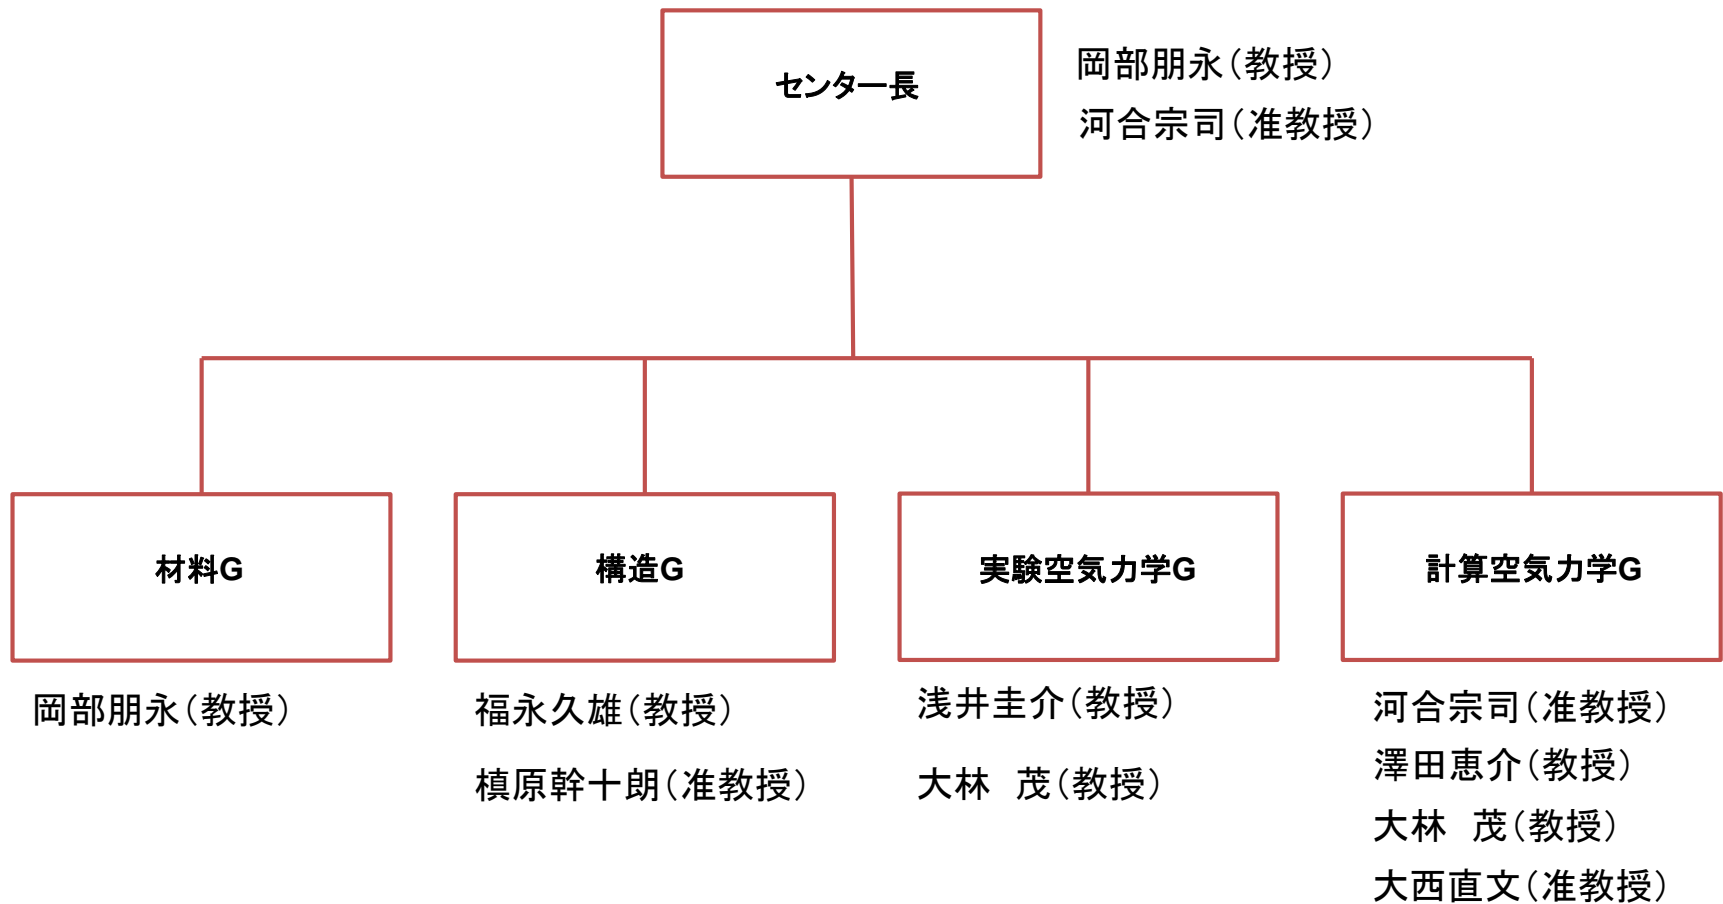 センター長
岡部朋永（教授）
河合宗司（准教授）
材料G
岡部朋永（教授）
構造G
福永久雄（教授）
槙原幹十朗（准教授）
実験空気力学G
浅井圭介（教授）
大林　茂（教授）
計算空気力学G
河合宗司（准教授）
澤田恵介（教授）
大林　茂（教授）
大西直文（准教授）